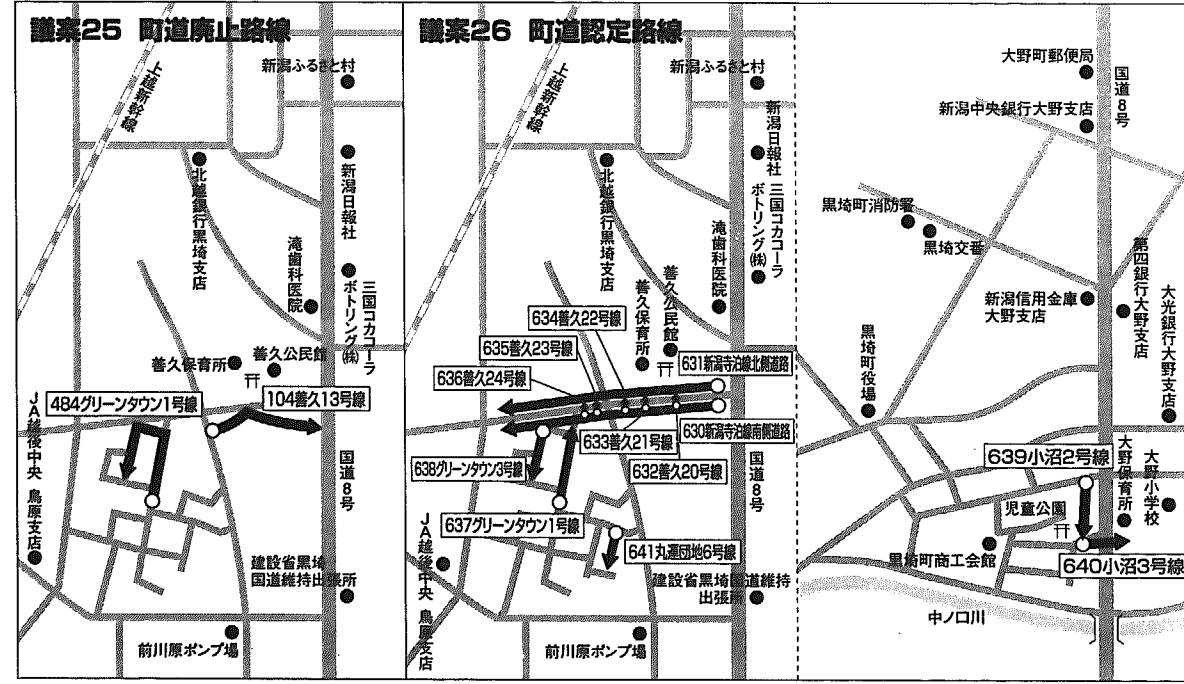 議案25 町道廃止路線
上越新幹線
新潟ふるさと村
新潟日報社
北越銀行黒埼支店
滝歯科医院
三国コカコーラ
ボトリング(株)
善久保育所
善久公民館
484グリーンタウン1号線
104善久13号線
国道8号
JA越後中央 鳥原支店
建設省黒埼
国道維持出張所
前川原ポンプ場
議案26 町道認定路線
上越新幹線
新潟ふるさと村
新潟日報社
三国コカコーラ
ボトリング(株)
北越銀行黒埼支店
滝歯科医院
善久公民館
善久保育所
634善久22号線
635善久23号線
636善久24号線
631新潟寺泊線北側道路
630新潟寺泊線南側道路
633善久21号線
632善久20号線
638グリーンタウン3号線
637グリーンタウン1号線
641丸運団地6号線
国道8号
JA越後中央 鳥原支店
建設省黒埼国道維持
出張所
前川原ポンプ場
大野町郵便局
国道8号
新潟中央銀行大野支店
黒埼町消防署
黒埼交番
新潟信用金庫
大野支店
第四銀行大野支店
大光銀行大野支店
黒埼町役場
639小沼2号線
大野保育所
大野小学校
児童公園
黒埼町商工会館
640小沼3号線
中ノ口川